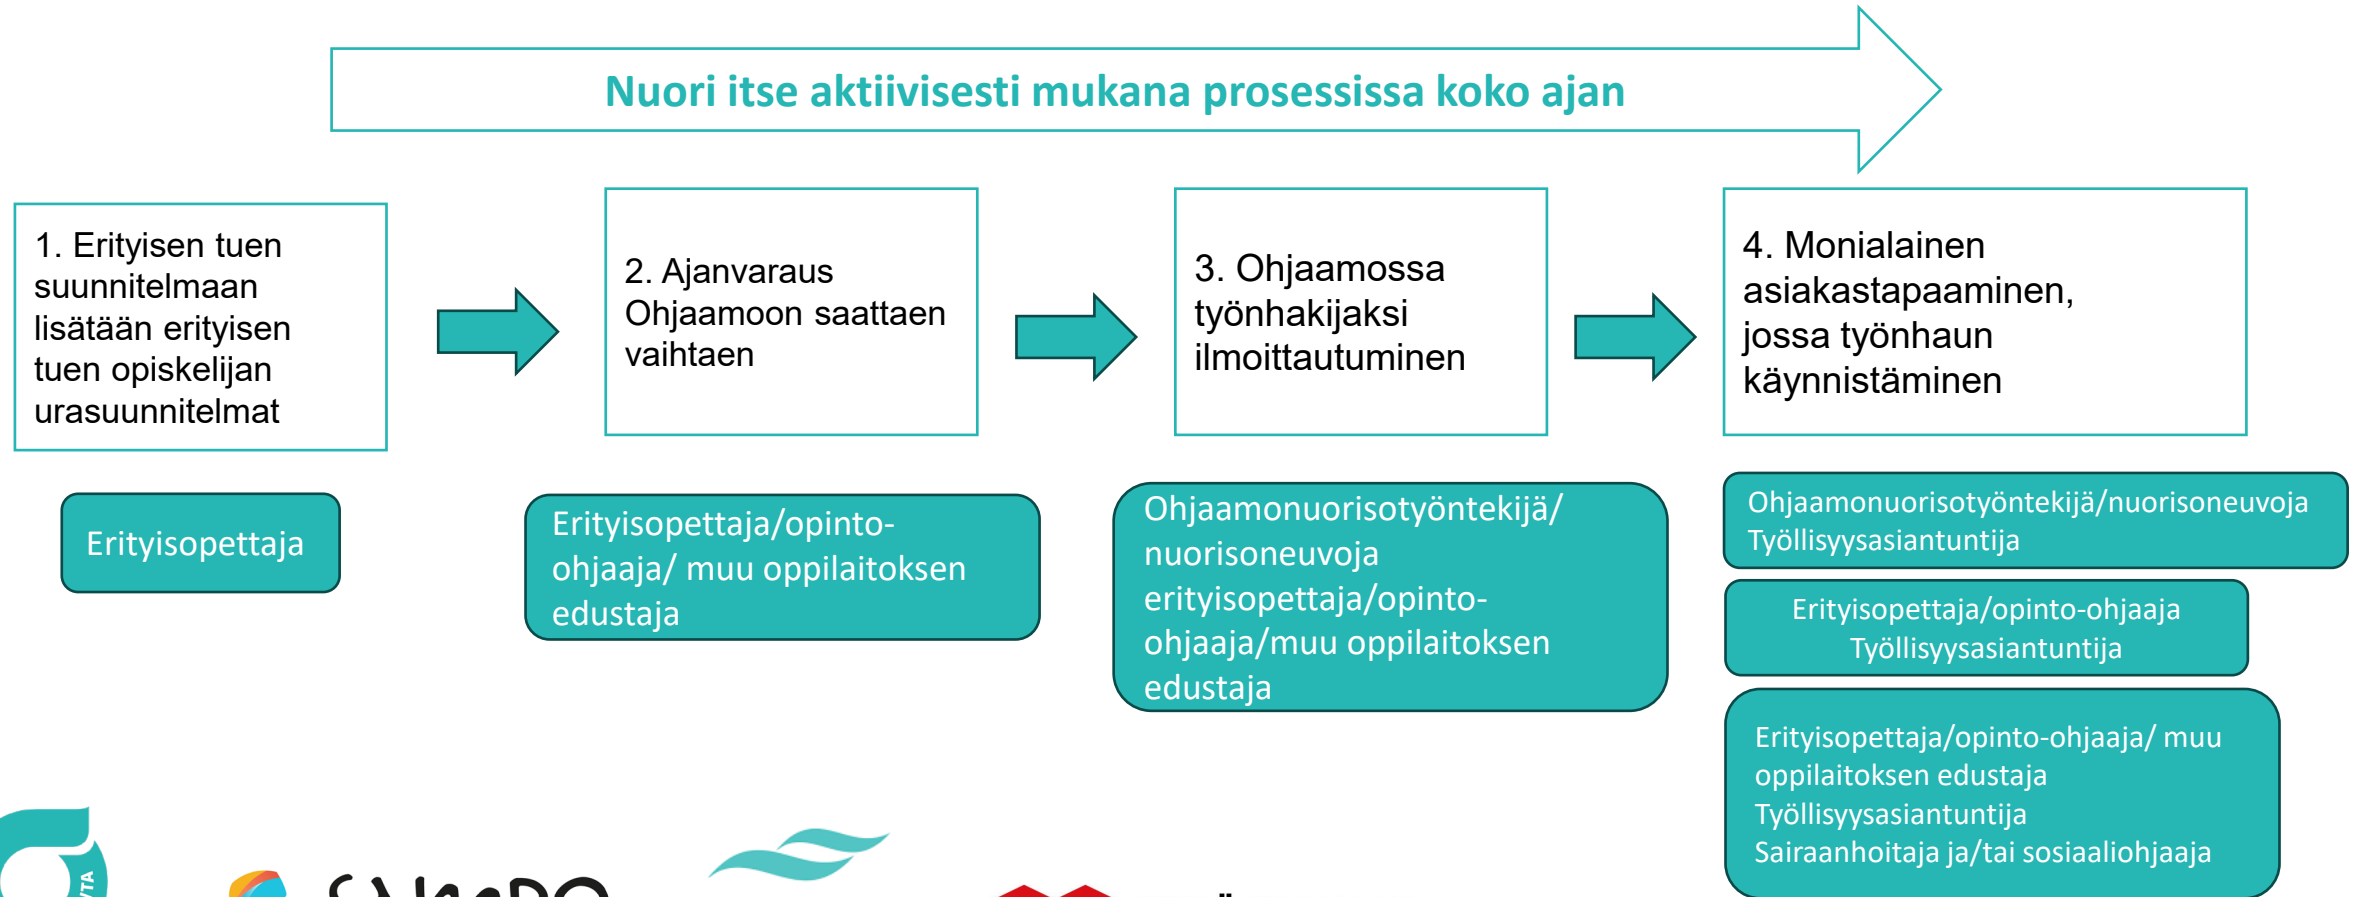 Nuori itse aktiivisesti mukana prosessissa koko ajan
1. Erityisen tuen
suunnitelmaan
lisätään erityisen
tuen opiskelijan
urasuunnitelmat
2. Ajanvaraus
Ohjaamoon saattaen
vaihtaen
3. Ohjaamossa
työnhakijaksi
ilmoittautuminen
4. Monialainen
asiakastapaaminen,
jossa työnhaun
käynnistäminen
Erityisopettaja
Erityisopettaja/opinto-
ohjaaja/ muu oppilaitoksen
edustaja
Ohjaamonuorisotyöntekijä/
nuorisoneuvoja
erityisopettaja/opinto-
ohjaaja/muu oppilaitoksen
edustaja
Ohjaamonuorisotyöntekijä/nuorisoneuvoja
Työllisyysasiantuntija
Erityisopettaja/opinto-ohjaaja
Työllisyysasiantuntija
Erityisopettaja/opinto-ohjaaja/ muu
oppilaitoksen edustaja
Työllisyysasiantuntija
Sairaanhoitaja ja/tai sosiaaliohjaaja